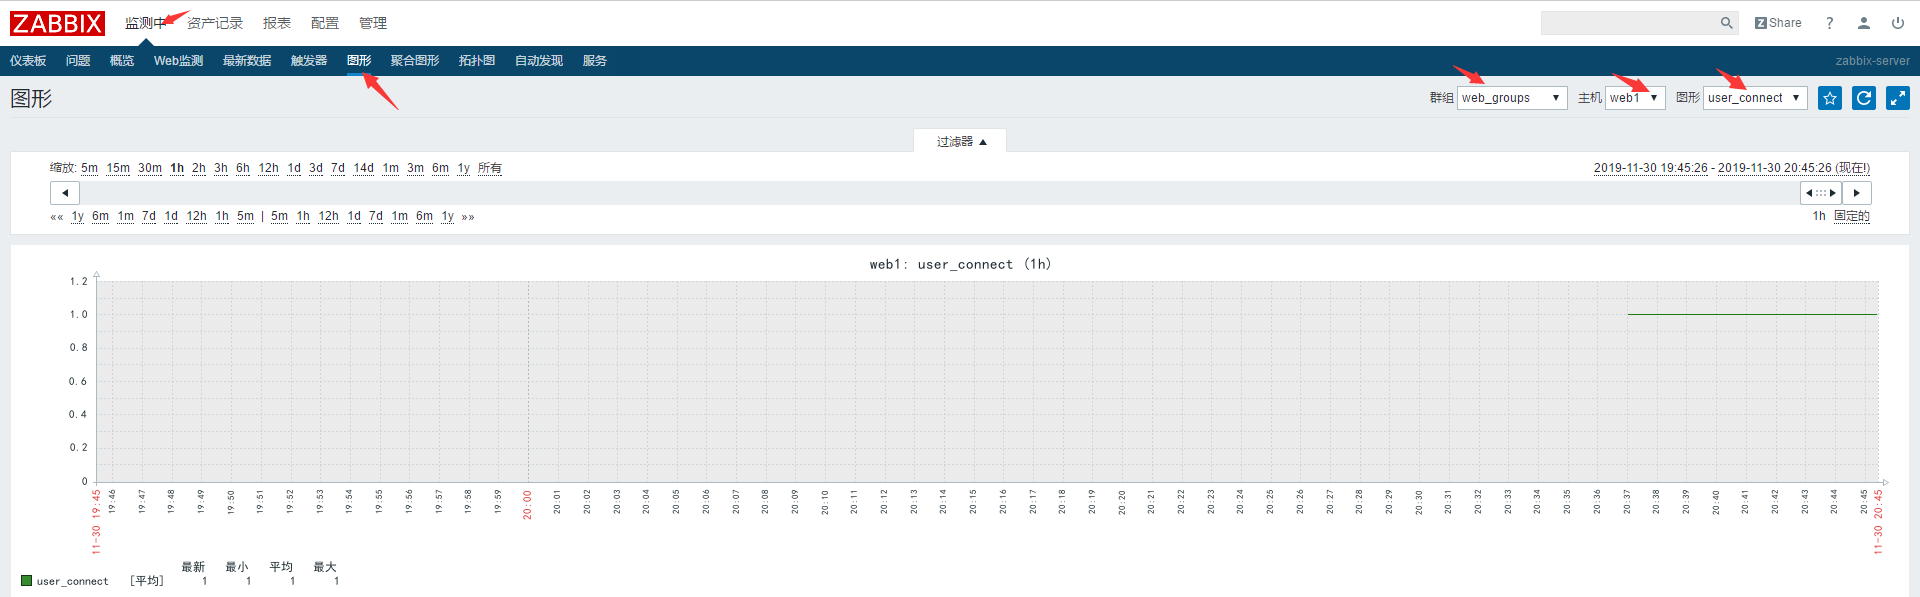 ZABBIX 监测中 资产记录 报表 配置 管理 Z Share ?
仪表板 问题 概览 Web监测 最新数据 触发器 图形 聚合图形 拓扑图 自动发现 服务 zabbix-server
图形 群组 web_groups 主机 web1 图形 user_connect
过滤器
缩放: 5m 15m 30m 1h 2h 3h 6h 12h 1d 3d 7d 14d 1m 3m 6m 1y 所有 2019-11-30 19:45:26 - 2019-11-30 20:45:26 (现在!)
«« 1y 6m 1m 7d 1d 12h 1h 5m | 5m 1h 12h 1d 7d 1m 6m 1y »» 1h 固定的
web1: user_connect (1h)
1.2
1.0
0.8
0.6
0.4
0.2
0
11-30 19:45 19:46 19:47 19:48 19:49 19:50 19:51 19:52 19:53 19:54 19:55 19:56 19:57 19:58 19:59 20:00 20:01 20:02 20:03 20:04 20:05 20:06 20:07 20:08 20:09 20:10 20:11 20:12 20:13 20:14 20:15 20:16 20:17 20:18 20:19 20:20 20:21 20:22 20:23 20:24 20:25 20:26 20:27 20:28 20:29 20:30 20:31 20:32 20:33 20:34 20:35 20:36 20:37 20:38 20:39 20:40 20:41 20:42 20:43 20:44 20:45 11-30 20:45
最新 最小 平均 最大
user_connect [平均] 1 1 1 1